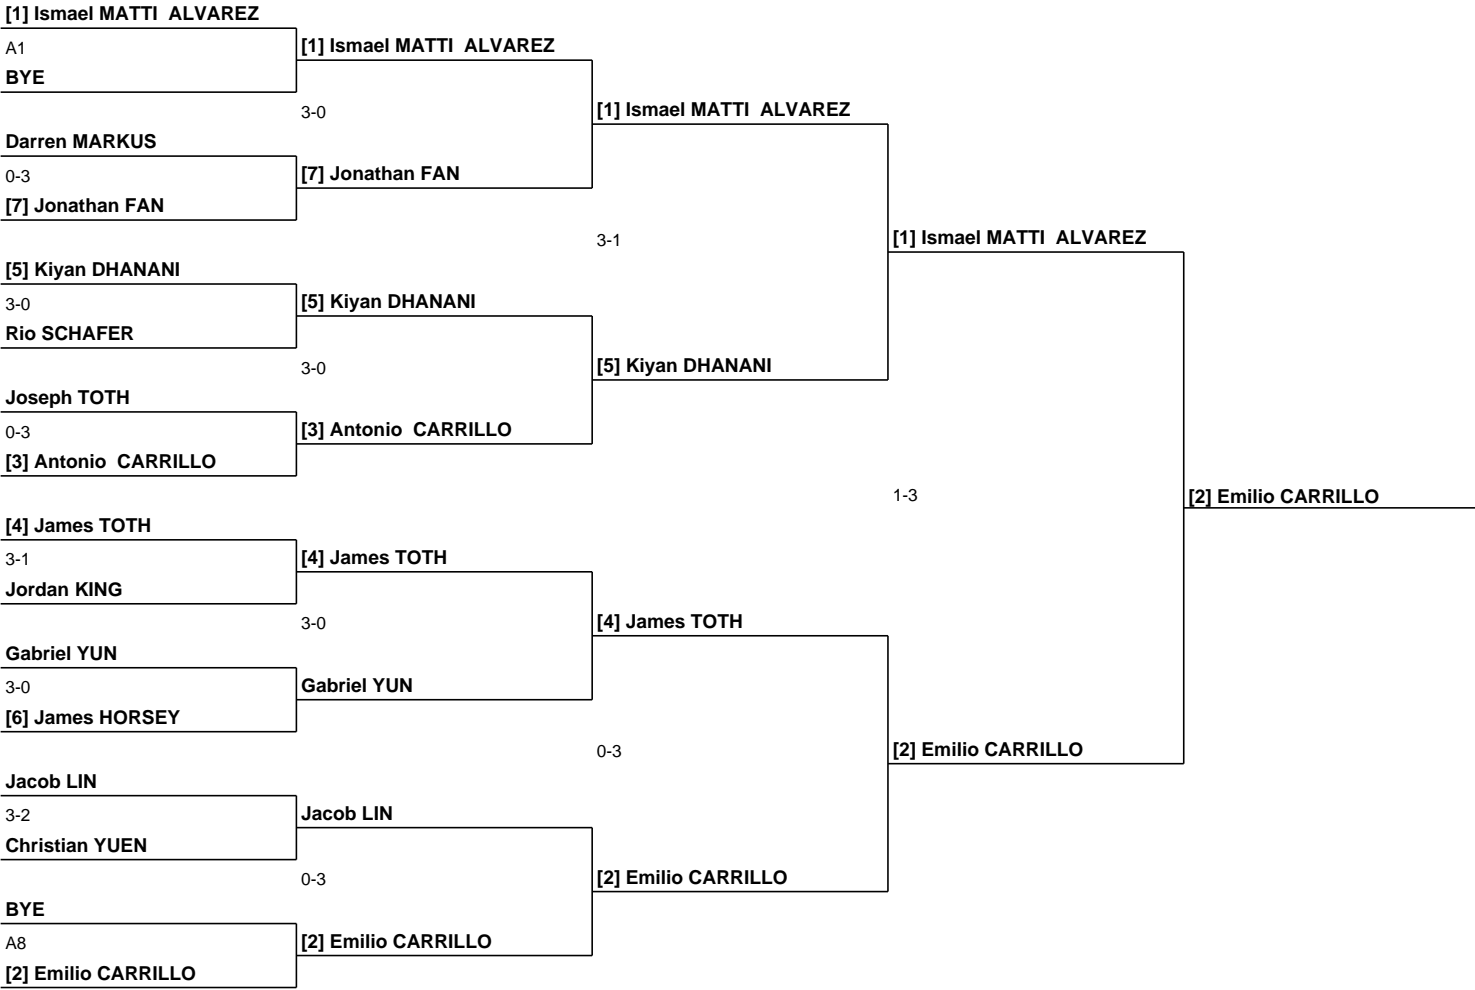 [1] Ismael MATTI  ALVAREZ
A1
BYE
Darren MARKUS
0-3
[7] Jonathan FAN
[5] Kiyan DHANANI
3-0
Rio SCHAFER
Joseph TOTH
0-3
[3] Antonio  CARRILLO
[4] James TOTH
3-1
Jordan KING
Gabriel YUN
3-0
[6] James HORSEY
Jacob LIN
3-2
Christian YUEN
BYE
A8
[2] Emilio CARRILLO
[1] Ismael MATTI  ALVAREZ
3-0
[7] Jonathan FAN
[5] Kiyan DHANANI
3-0
[3] Antonio  CARRILLO
[4] James TOTH
3-0
Gabriel YUN
Jacob LIN
0-3
[2] Emilio CARRILLO
[1] Ismael MATTI  ALVAREZ
3-1
[5] Kiyan DHANANI
[4] James TOTH
0-3
[2] Emilio CARRILLO
[1] Ismael MATTI  ALVAREZ
1-3
[2] Emilio CARRILLO
[2] Emilio CARRILLO